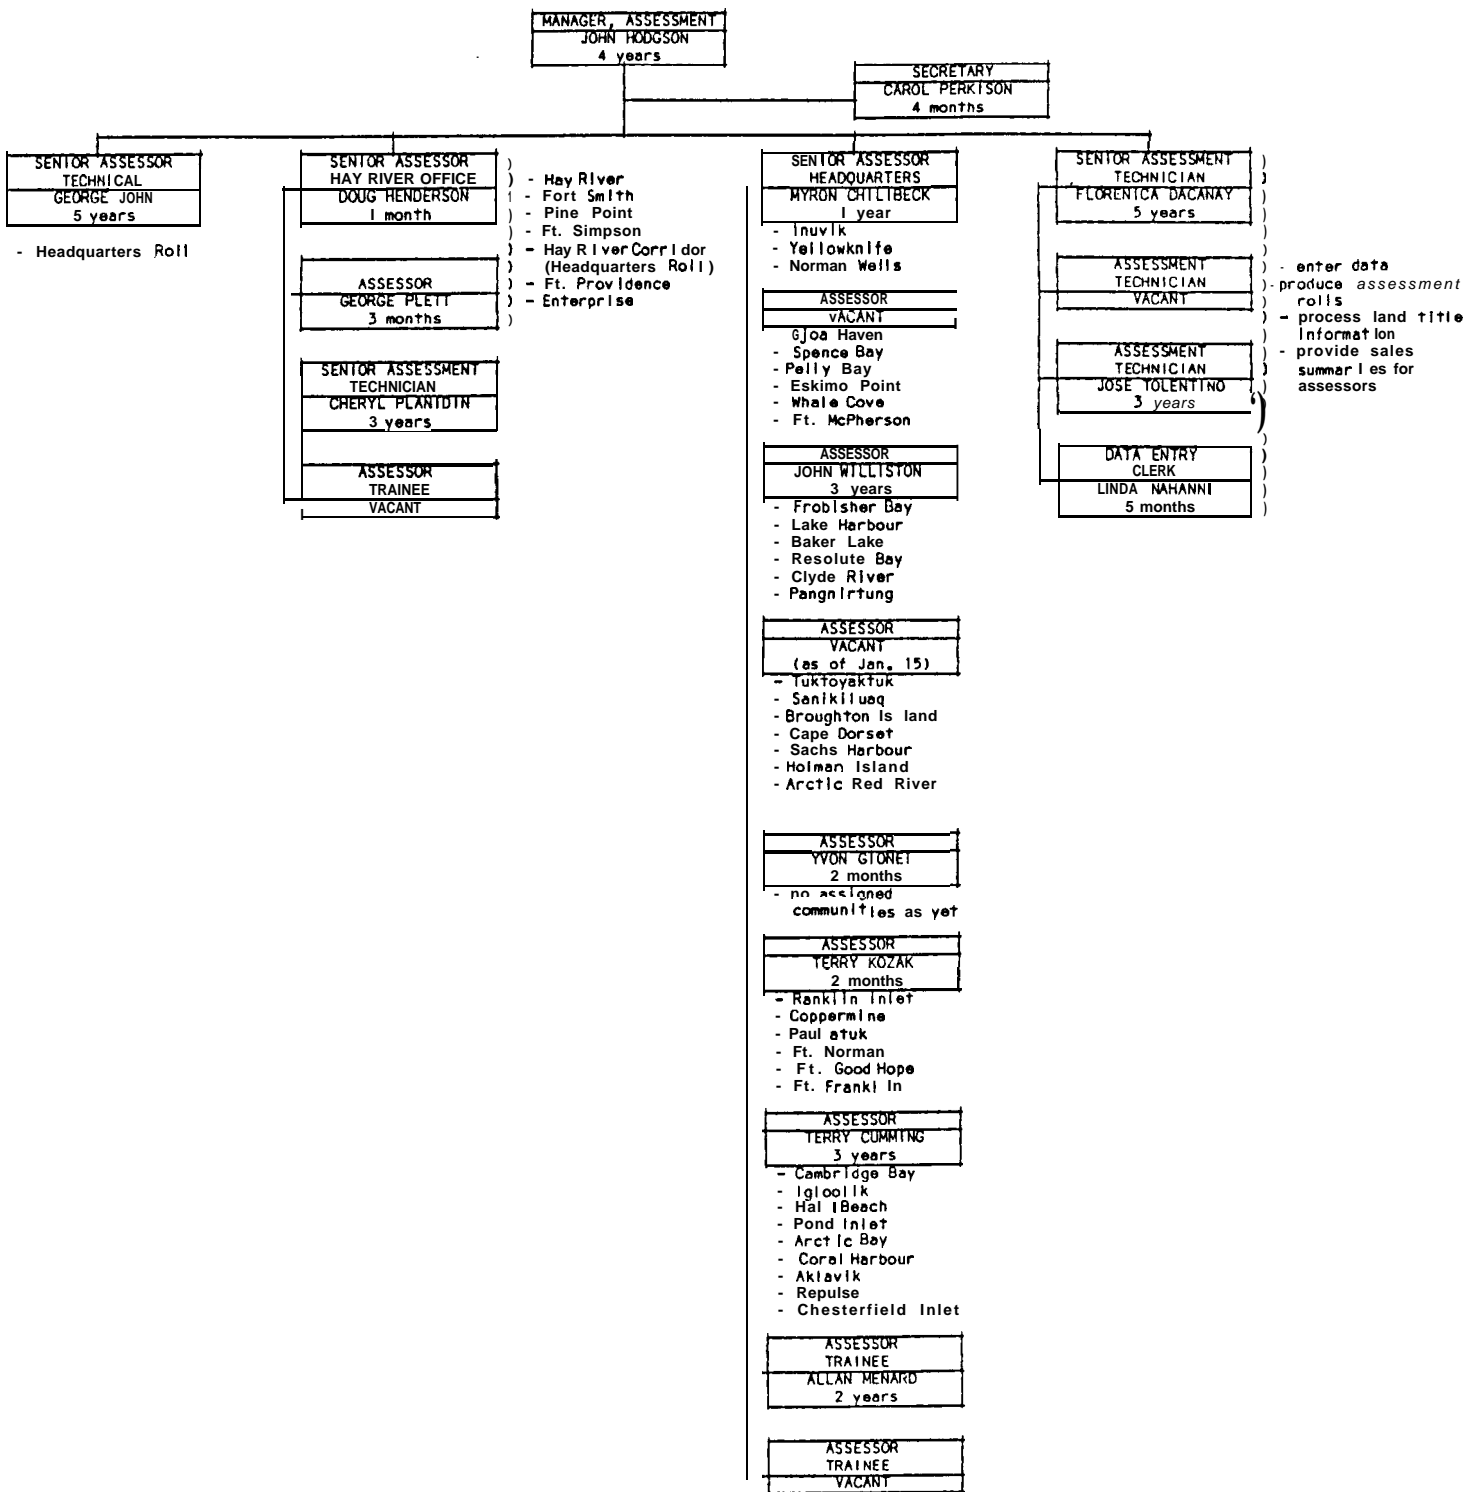 MANAGER, ASSESSMENT
JOHN HODGSON
4 years
SECRETARY
CAROL PERKISON
4 months
SENIOR ASSESSOR
TECHNICAL
GEORGE JOHN
5 years
- Headquarters Roll
SENIOR ASSESSOR
HAY RIVER OFFICE
DOUG HENDERSON
1 month
ASSESSOR
GEORGE PLETT
3 months
- Hay River
- Fort Smith
- Pine Point
- Ft. Simpson
- Hay River Corridor
(Headquarters Roll)
- Ft. Providence
- Enterprise
SENIOR ASSESSMENT
TECHNICIAN
CHERYL PLANIDIN
3 years
ASSESSOR
TRAINEE
VACANT
SENIOR ASSESSOR
HEADQUARTERS
MYRON CHILIBECK
1 year
- Inuvik
- Yellowknife
- Norman Wells
ASSESSOR
VACANT
Gjoa Haven
- Spence Bay
- Pelly Bay
- Eskimo Point
- Whale Cove
- Ft. McPherson
ASSESSOR
JOHN WILLISTON
3 years
- Frobisher Bay
- Lake Harbour
- Baker Lake
- Resolute Bay
- Clyde River
- Pangnirtung
ASSESSOR
VACANT
(as of Jan. 15)
- Tuktoyaktuk
- Sanikiluaq
- Broughton Island
- Cape Dorset
- Sachs Harbour
- Holman Island
- Arctic Red River
ASSESSOR
YVON GIONET
2 months
- no assigned
communities as yet
ASSESSOR
TERRY KOZAK
2 months
- Ranklin Inlet
- Coppermine
- Paulatuk
- Ft. Norman
- Ft. Good Hope
- Ft. Franklin
ASSESSOR
TERRY CUMMING
3 years
- Cambridge Bay
- Igloolik
- Hall Beach
- Pond Inlet
- Arctic Bay
- Coral Harbour
- Aklavik
- Repulse
- Chesterfield Inlet
ASSESSOR
TRAINEE
ALLAN MENARD
2 years
ASSESSOR
TRAINEE
VACANT
SENIOR ASSESSMENT
TECHNICIAN
FLORENICA DACANAY
5 years
ASSESSMENT
TECHNICIAN
VACANT
ASSESSMENT
TECHNICIAN
JOSE TOLENTINO
3 years
DATA ENTRY
CLERK
LINDA NAHANNI
5 months
- enter data
- produce assessment
rolls
- process land title
information
- provide sales
summaries for
assessors